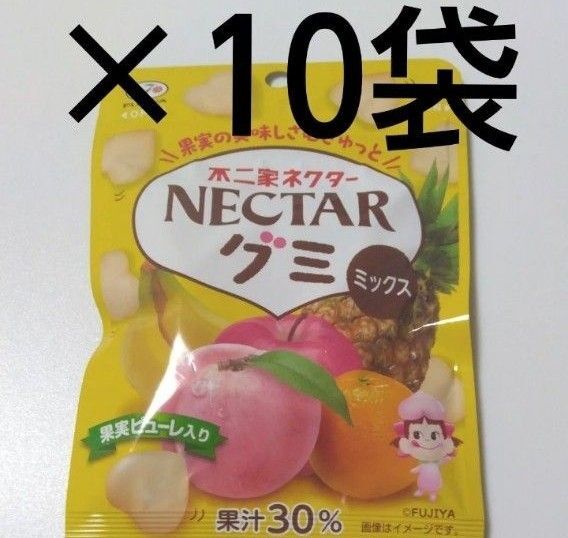 ×10袋
果実の美味しさをぎゅっと
不二家ネクター
NECTAR
グミ
ミックス
果実ピューレ入り
果汁30%
©FUJIYA
画像はイメージです。